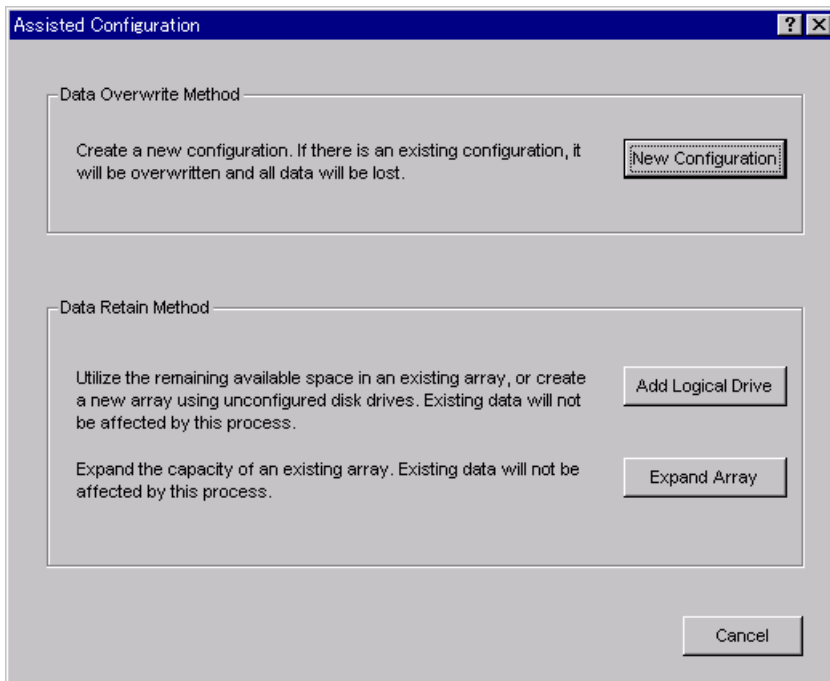 Assisted Configuration
Data Overwrite Method
Create a new configuration. If there is an existing configuration, it
will be overwritten and all data will be lost.
New Configuration
Data Retain Method
Utilize the remaining available space in an existing array, or create
a new array using unconfigured disk drives. Existing data will not
be affected by this process.
Add Logical Drive
Expand the capacity of an existing array. Existing data will not be
affected by this process.
Expand Array
Cancel